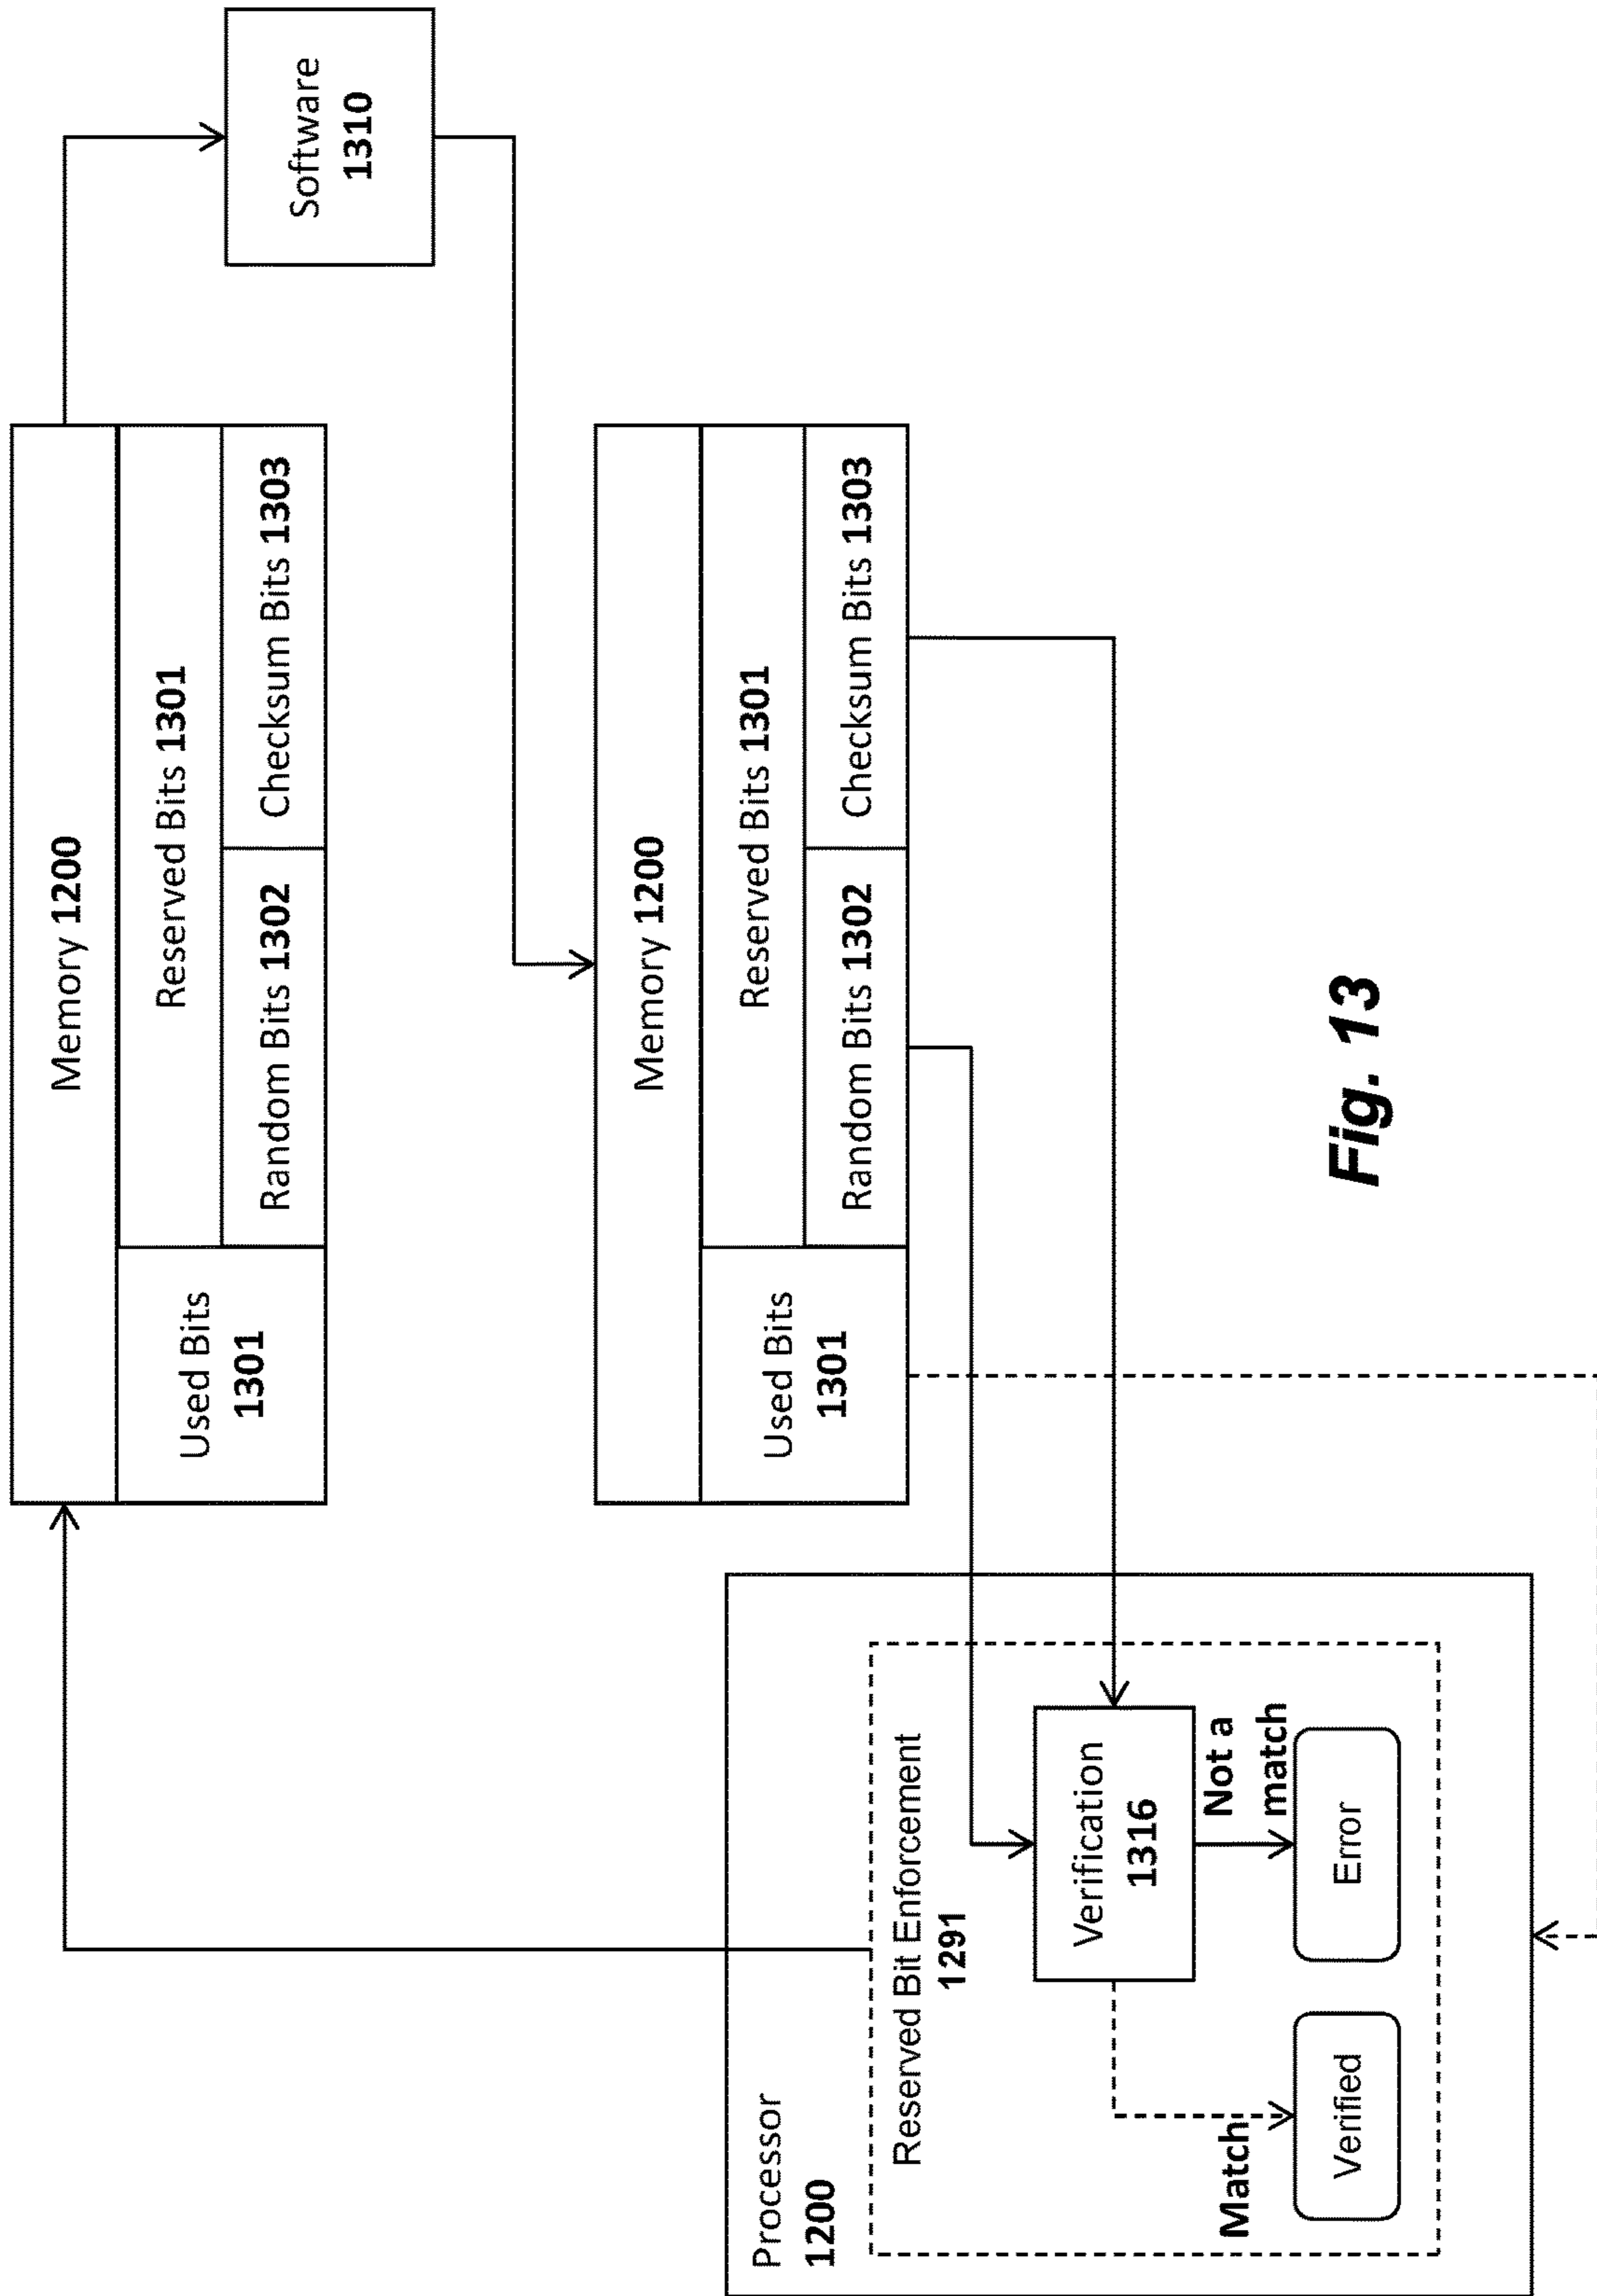 Memory 1200
Used Bits
1301
Reserved Bits 1301
Random Bits 1302
Checksum Bits 1303
Software
1310
Memory 1200
Used Bits
1301
Reserved Bits 1301
Random Bits 1302
Checksum Bits 1303
Processor
1200
Reserved Bit Enforcement
1291
Verification
1316
Match
Not a
match
Verified
Error
Fig. 13